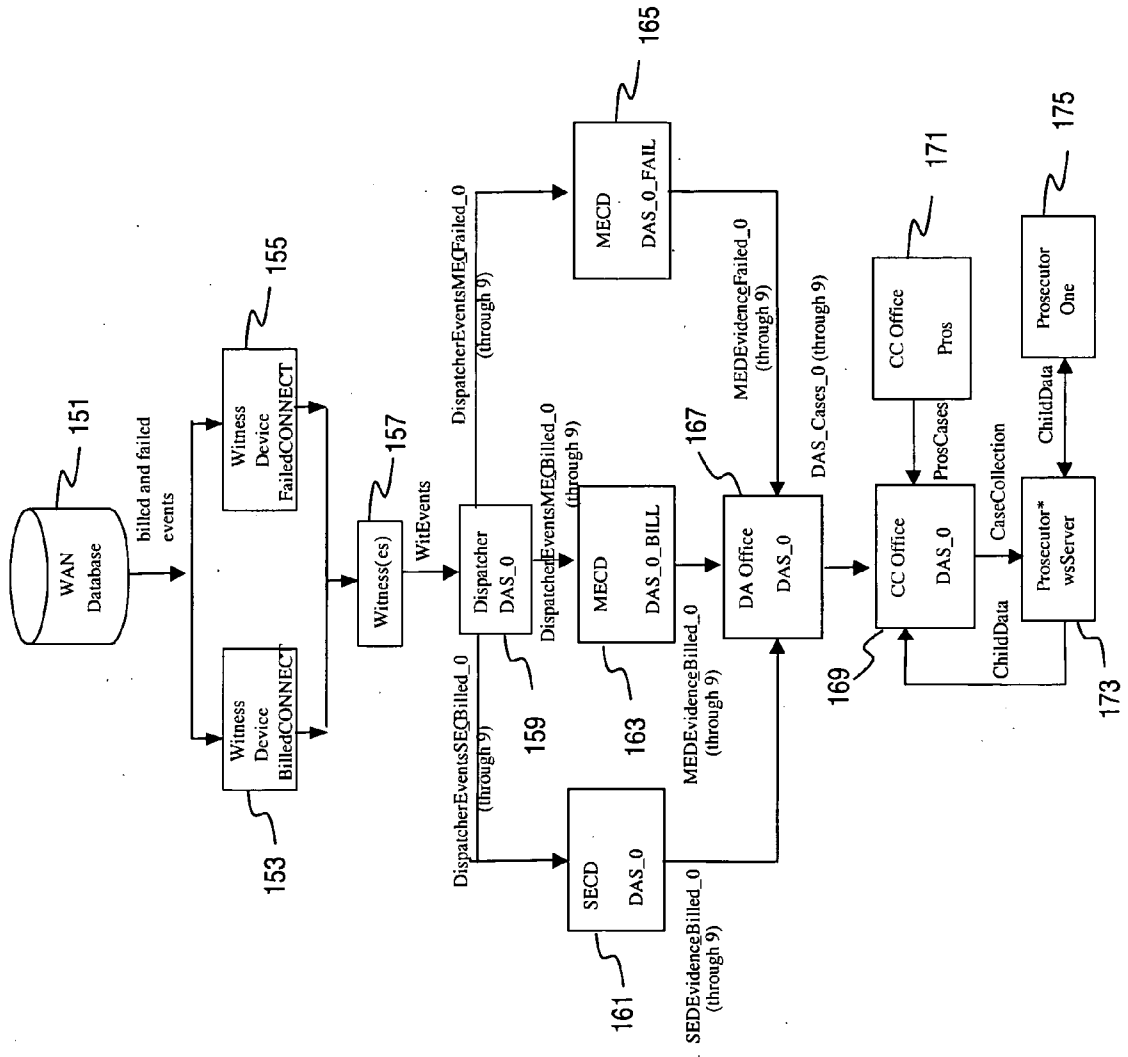 WAN
Database
151
billed and failed
events
Witness
Device
BilledCONNECT
153
Witness
Device
FailedCONNECT
155
Witness(es)
157
WitEvents
Dispatcher
DAS_0
159
DispatcherEventsSEC_Billed_0
(through 9)
DispatcherEventsMEC_Billed_0
(through 9)
DispatcherEventsMEC_Failed_0
(through 9)
SECD
DAS_0
161
MECD
DAS_0_BILL
163
MECD
DAS_0_FAIL
165
SEDEvidenceBilled_0
(through 9)
MEDEvidenceBilled_0
(through 9)
MEDEvidenceFailed_0
(through 9)
DA Office
DAS_0
167
DAS_Cases_0 (through 9)
CC Office
DAS_0
169
ProsCases
CC Office
Pros
171
CaseCollection
ChildData
Prosecutor*
wsServer
173
ChildData
Prosecutor
One
175